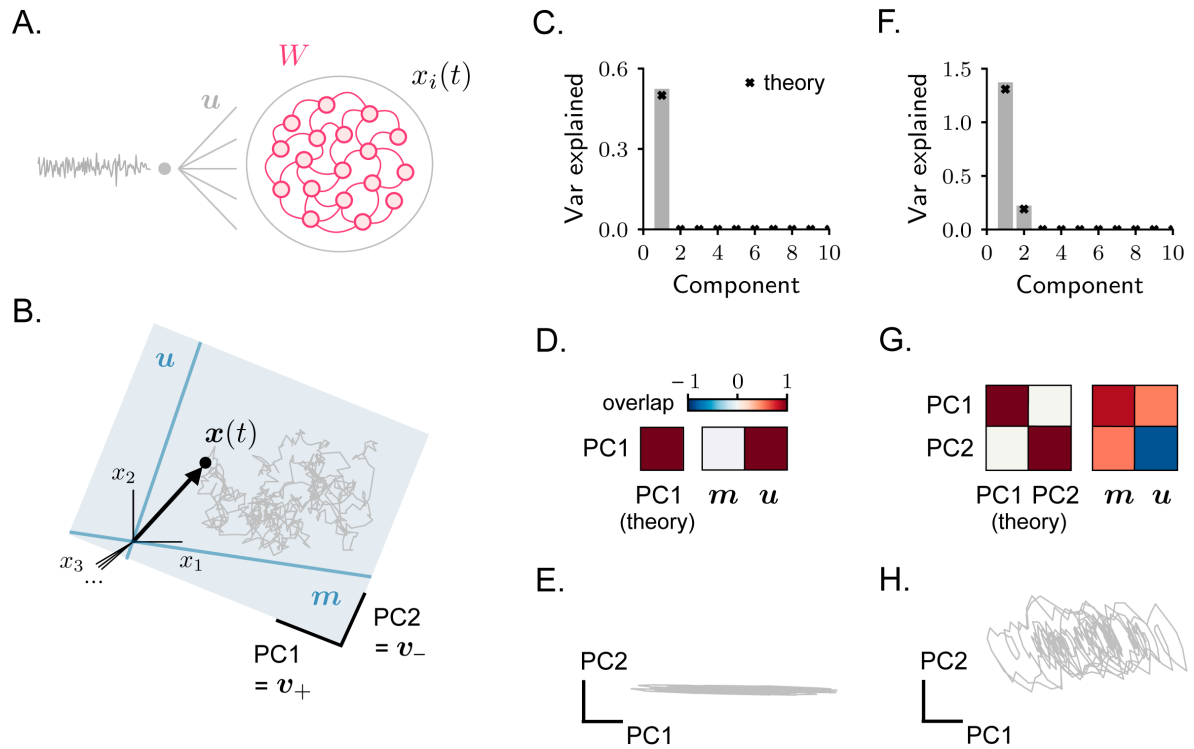 A.
W
x_i(t)
u
B.
u
x(t)
x_2
x_3
x_1
...
m
PC2
= v_−
PC1
= v_+
C.
Var explained
0.6
0.3
0.0
theory
0 2 4 6 8 10
Component
D.
−1 0 1
overlap
PC1
PC1
(theory)
m u
E.
PC2
PC1
F.
Var explained
1.5
1.0
0.5
0.0
0 2 4 6 8 10
Component
G.
PC1
PC2
PC1 PC2
(theory)
m u
H.
PC2
PC1